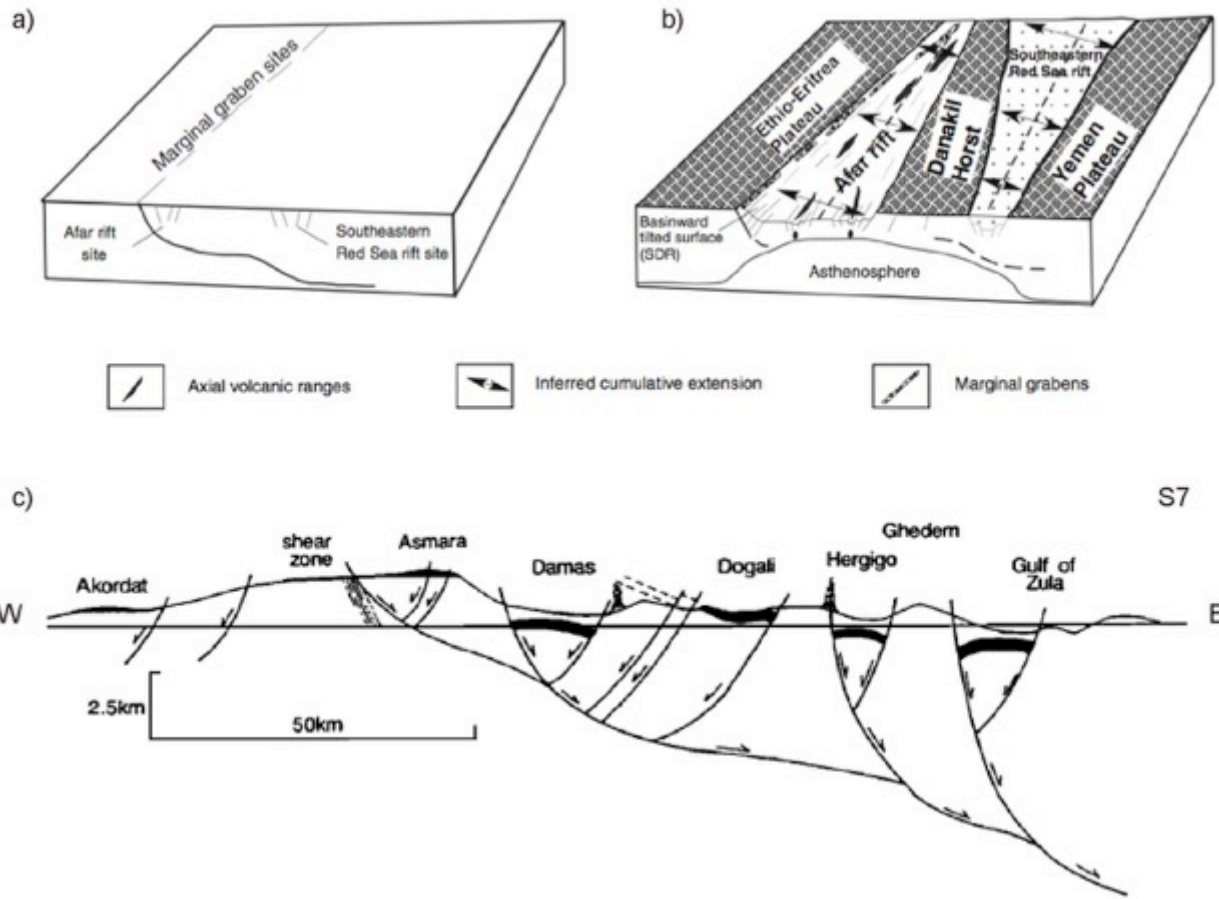 a)
Marginal graben sites
Afar rift
site
Southeastern
Red Sea rift site
b)
Ethio-Eritrea
Plateau
Afar rift
Danakil
Horst
Southeastern
Red Sea rift
Yemen
Plateau
Basinward
tilted surface
(SDR)
Asthenosphere
Axial volcanic ranges
Inferred cumulative extension
Marginal grabens
c)
S7
Akordat
shear
zone
Asmara
Damas
Dogali
Hergigo
Ghedem
Gulf of
Zula
W
E
2.5km
50km